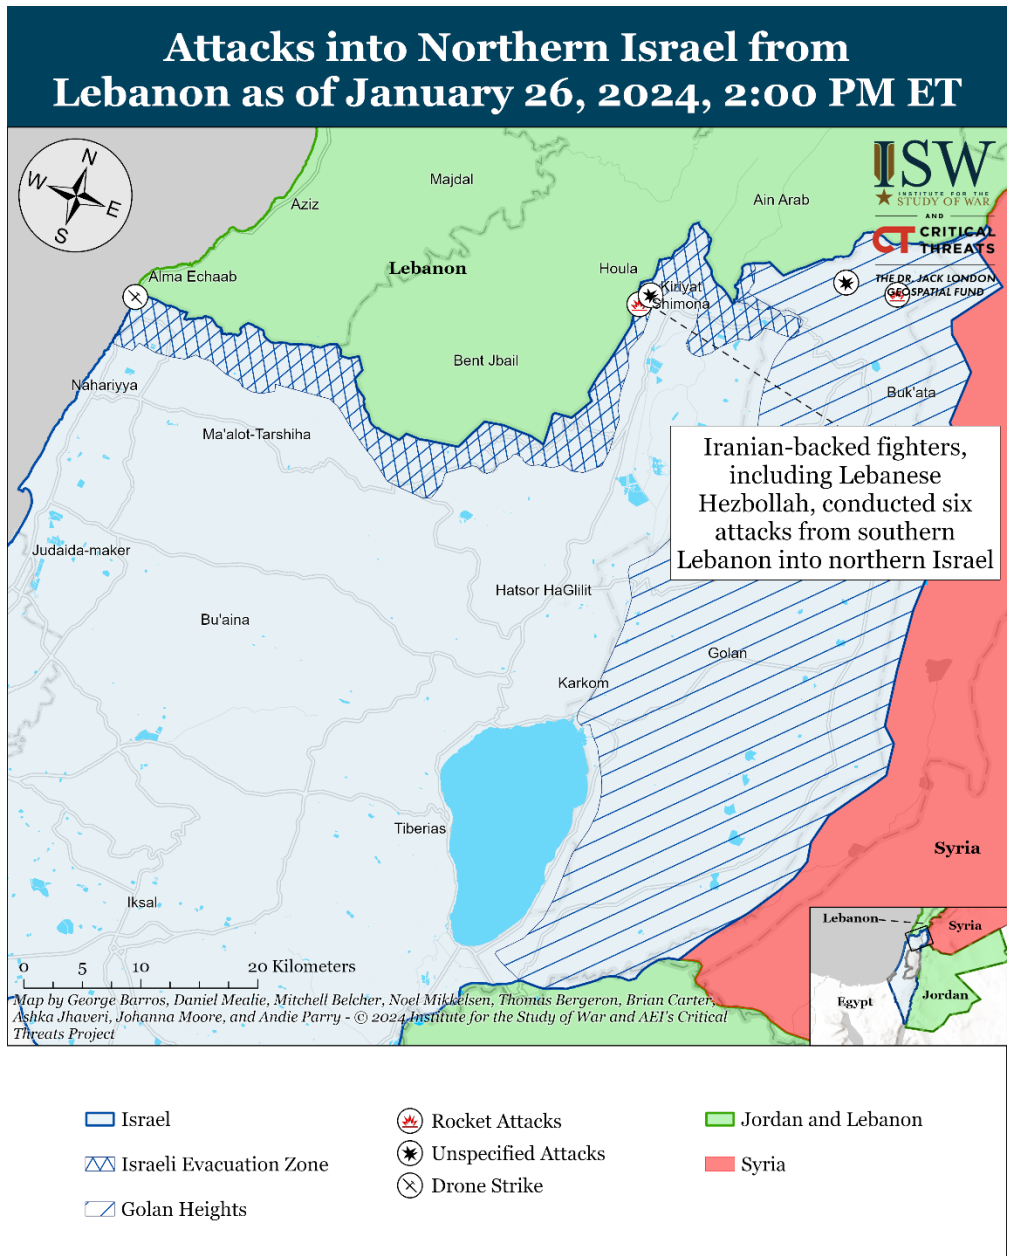 Attacks into Northern Israel from
Lebanon as of January 26, 2024, 2:00 PM ET
N
W
E
S
Majdal
Aziz
Ain Arab
ISW
INSTITUTE FOR THE
STUDY OF WAR
AND
CT CRITICAL
THREATS
THE DR. JACK LONDON
GEOSPATIAL FUND
Alma Echaab
Lebanon
Houla
Kiriyat
Shimona
Bent Jbail
Nahariyya
Buk'ata
Ma'alot-Tarshiha
Iranian-backed fighters,
including Lebanese
Hezbollah, conducted six
attacks from southern
Lebanon into northern Israel
Judaida-maker
Hatsor HaGlilit
Bu'aina
Golan
Karkom
Tiberias
Syria
Iksal
Lebanon
Syria
Egypt
Jordan
0 5 10 20 Kilometers
Map by George Barros, Daniel Mealie, Mitchell Belcher, Noel Mikkelsen, Thomas Bergeron, Brian Carter,
Ashka Jhaveri, Johanna Moore, and Andie Parry - © 2024 Institute for the Study of War and AEI's Critical
Threats Project
Israel
Israeli Evacuation Zone
Golan Heights
Rocket Attacks
Unspecified Attacks
Drone Strike
Jordan and Lebanon
Syria